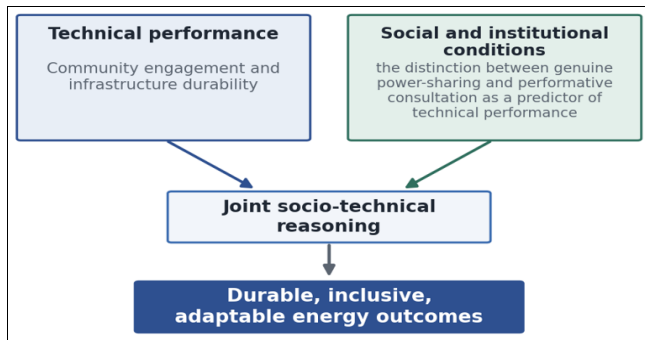 Technical performance
Community engagement and
infrastructure durability
Social and institutional
conditions
the distinction between genuine
power-sharing and performative
consultation as a predictor of
technical performance
Joint socio-technical
reasoning
Durable, inclusive,
adaptable energy outcomes